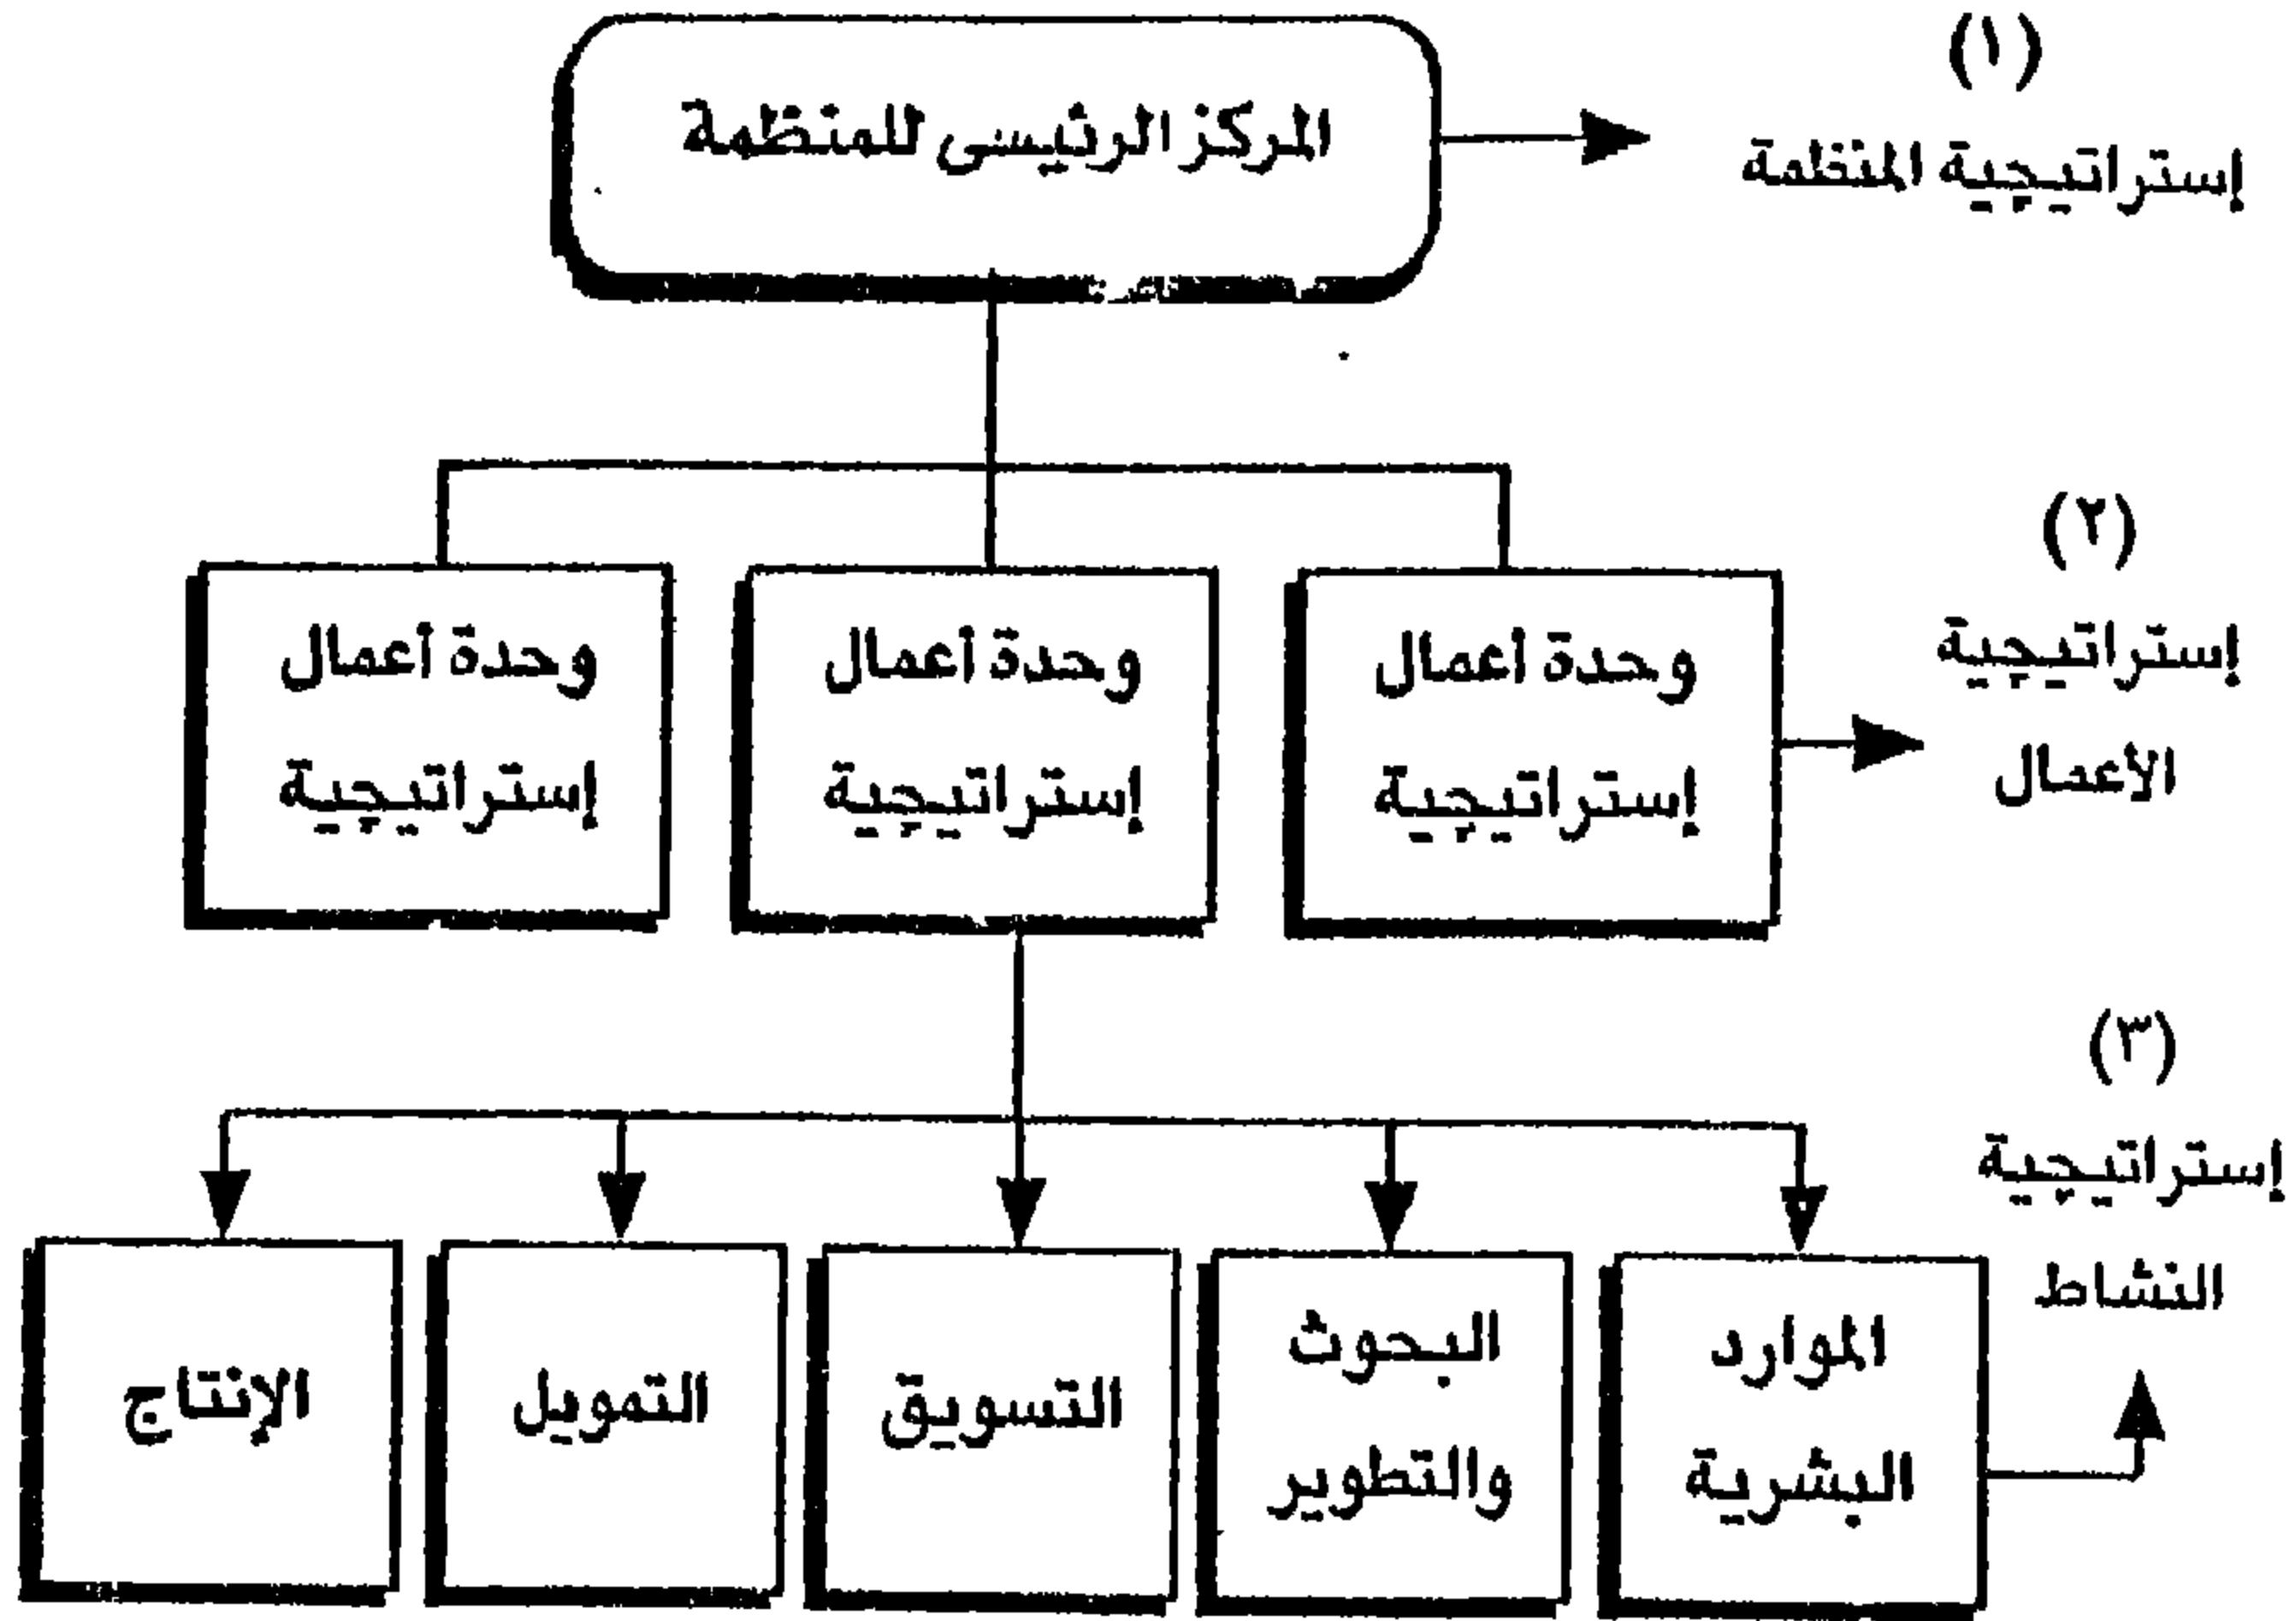 المركز الرئيسى للمنظمة
(١)
إستراتيجية المنظمة
وحدة أعمال
إستراتيجية
وحدة أعمال
إستراتيجية
وحدة أعمال
إستراتيجية
(٢)
إستراتيجية
الأعمال
(٣)
إستراتيجية
النشاط
الموارد
البشرية
البحوث
والتطوير
التسويق
التمويل
الإنتاج